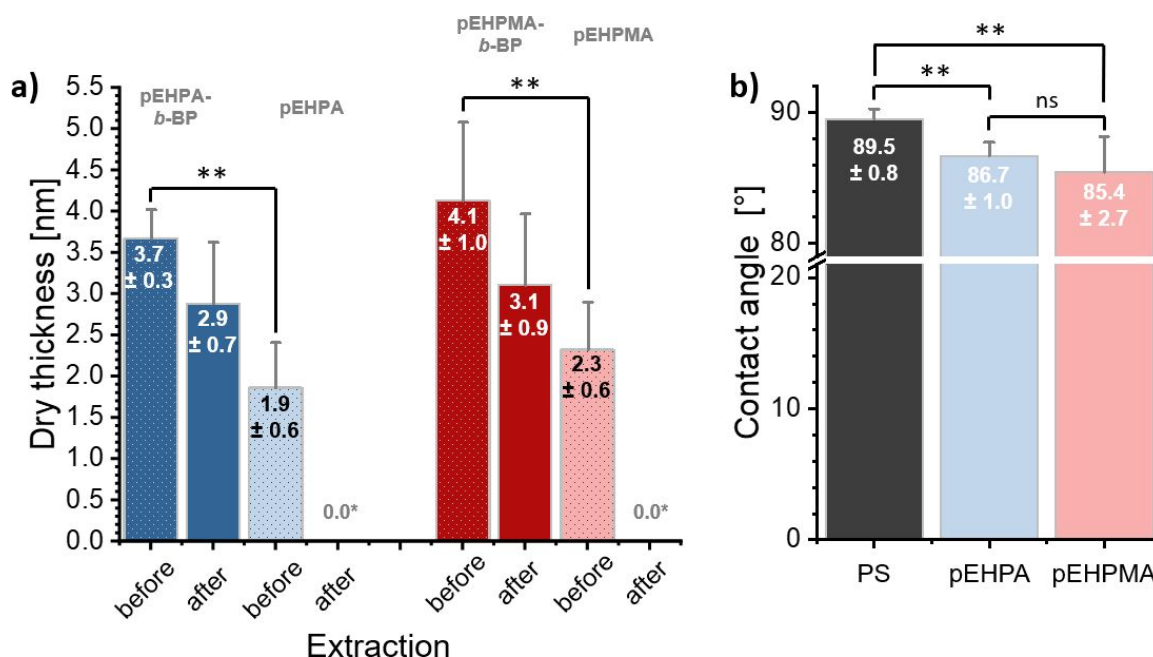 a)
pEHPA-
b-BP
pEHPA
pEHPMA-
b-BP
pEHPMA
**
**
Dry thickness [nm]
5.5
5.0
4.5
4.0
3.5
3.0
2.5
2.0
1.5
1.0
0.5
0.0
3.7
± 0.3
2.9
± 0.7
1.9
± 0.6
0.0*
4.1
± 1.0
3.1
± 0.9
2.3
± 0.6
0.0*
before
after
before
after
before
after
before
after
Extraction
b)
**
**
ns
Contact angle [°]
90
80
20
10
0
89.5
± 0.8
86.7
± 1.0
85.4
± 2.7
PS
pEHPA
pEHPMA